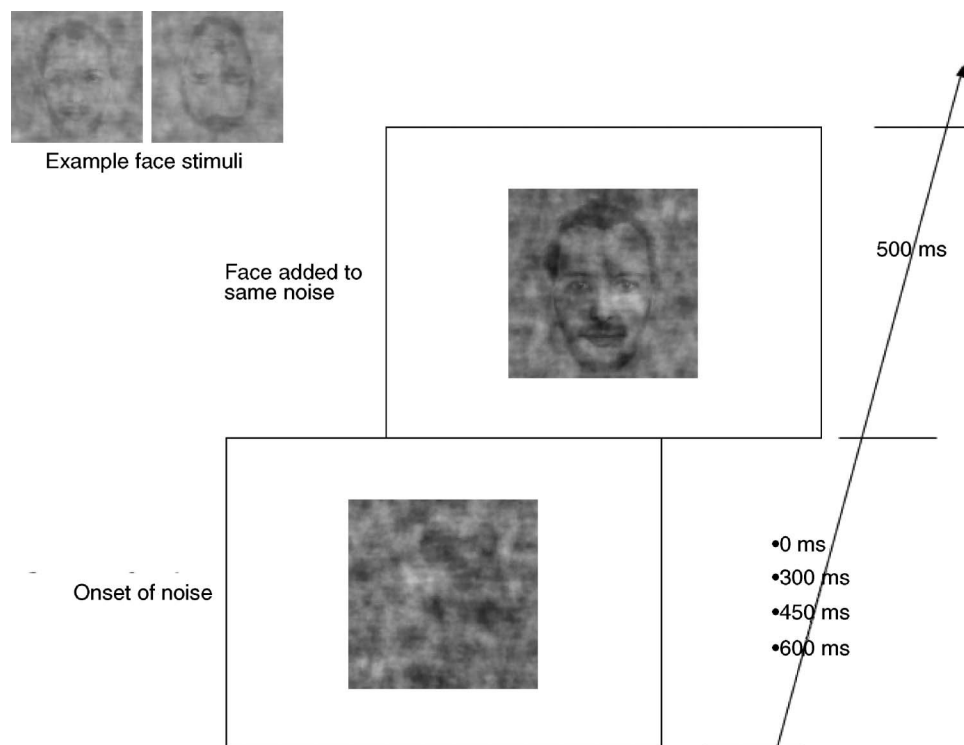 Example face stimuli
Face added to
same noise
500 ms
•0 ms
•300 ms
•450 ms
•600 ms
Onset of noise